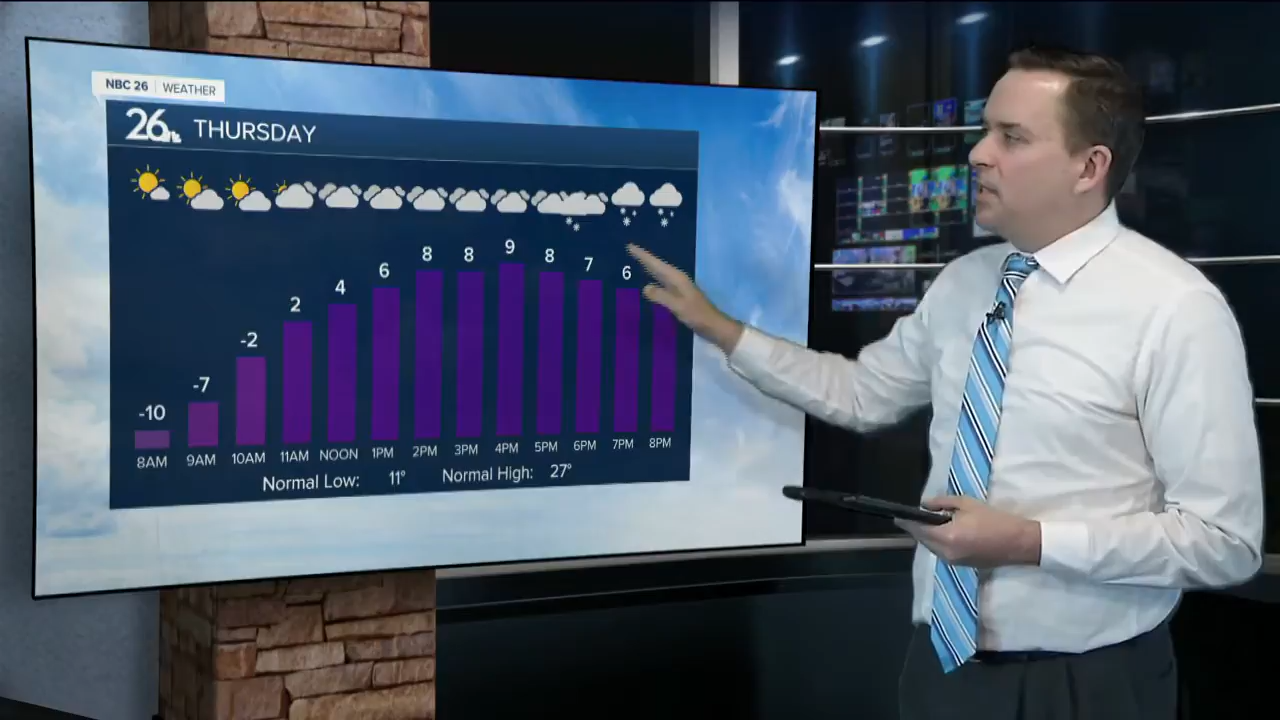 NBC 26 | WEATHER
26 THURSDAY
-10 -7 -2 2 4 6 8 8 9 8 7 6
8AM 9AM 10AM 11AM NOON 1PM 2PM 3PM 4PM 5PM 6PM 7PM 8PM
Normal Low: 11° Normal High: 27°